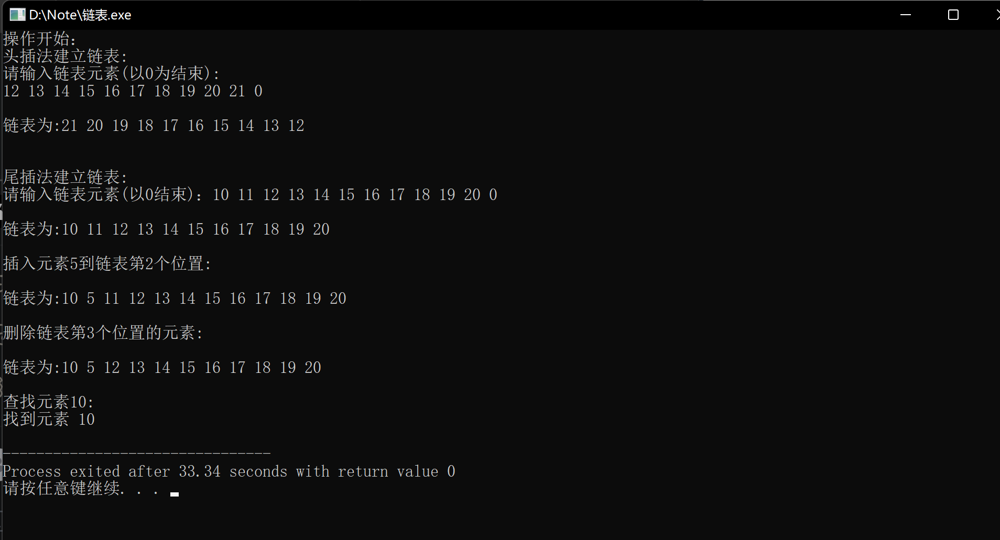 D:\Note\链表.exe
操作开始：
头插法建立链表:
请输入链表元素(以0为结束):
12 13 14 15 16 17 18 19 20 21 0
链表为:21 20 19 18 17 16 15 14 13 12
尾插法建立链表:
请输入链表元素(以0结束)：10 11 12 13 14 15 16 17 18 19 20 0
链表为:10 11 12 13 14 15 16 17 18 19 20
插入元素5到链表第2个位置:
链表为:10 5 11 12 13 14 15 16 17 18 19 20
删除链表第3个位置的元素:
链表为:10 5 12 13 14 15 16 17 18 19 20
查找元素10:
找到元素 10
--------------------------------
Process exited after 33.34 seconds with return value 0
请按任意键继续. . .